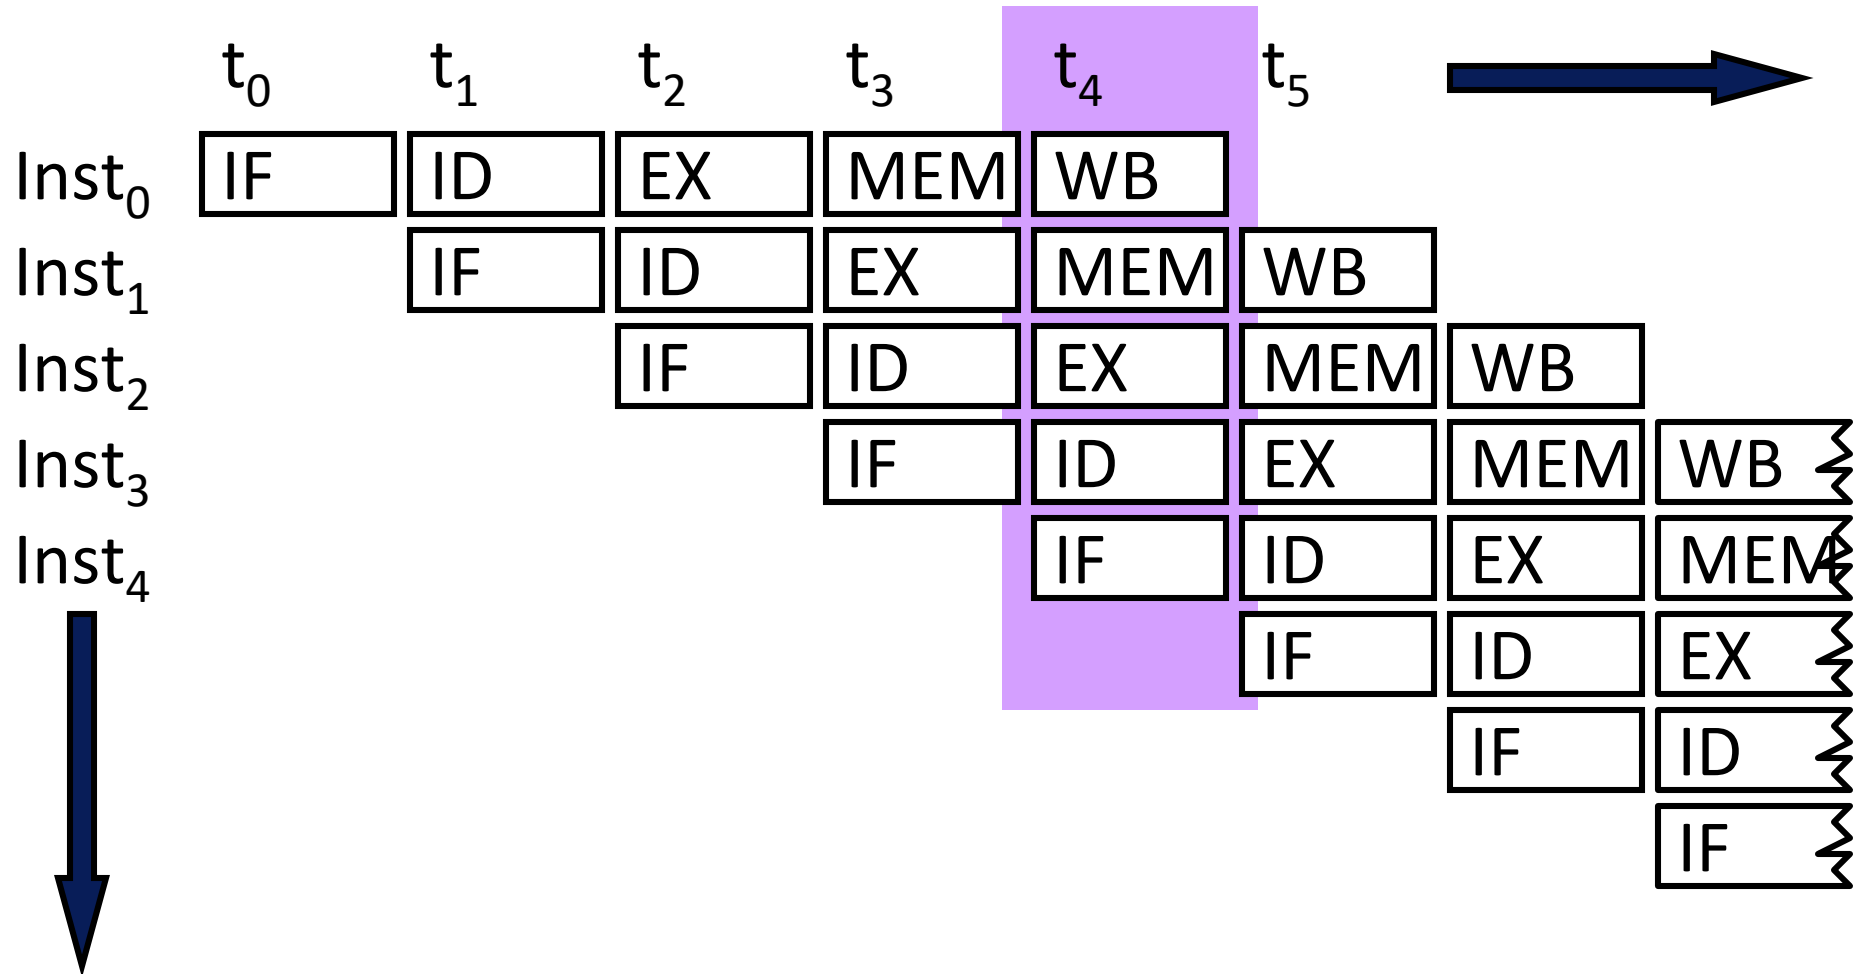 t₀ t₁ t₂ t₃ t₄ t₅
Inst₀ IF ID EX MEM WB
Inst₁ IF ID EX MEM WB
Inst₂ IF ID EX MEM WB
Inst₃ IF ID EX MEM WB
Inst₄ IF ID EX MEM
IF ID EX
IF ID
IF